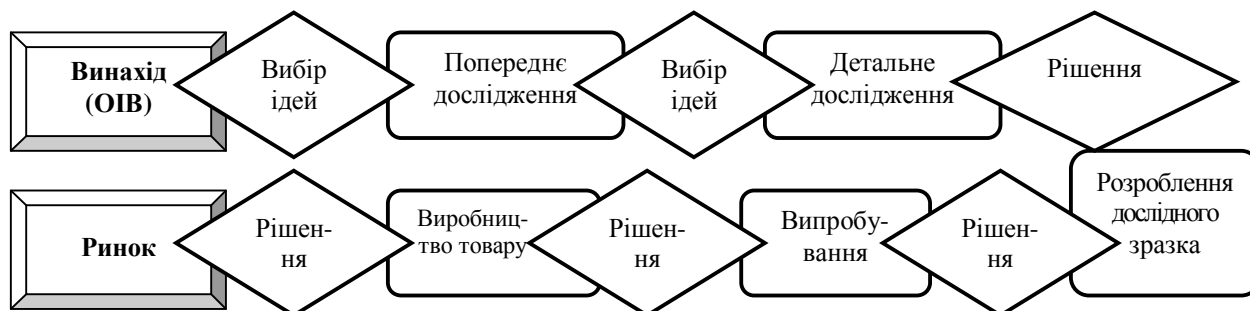 Винахід
(ОІВ)
Вибір
ідей
Попереднє
дослідження
Вибір
ідей
Детальне
дослідження
Рішення
Ринок
Рішен-
ня
Виробниц-
тво товару
Рішен-
ня
Випробу-
вання
Рішен-
ня
Розроблення
дослідного
зразка